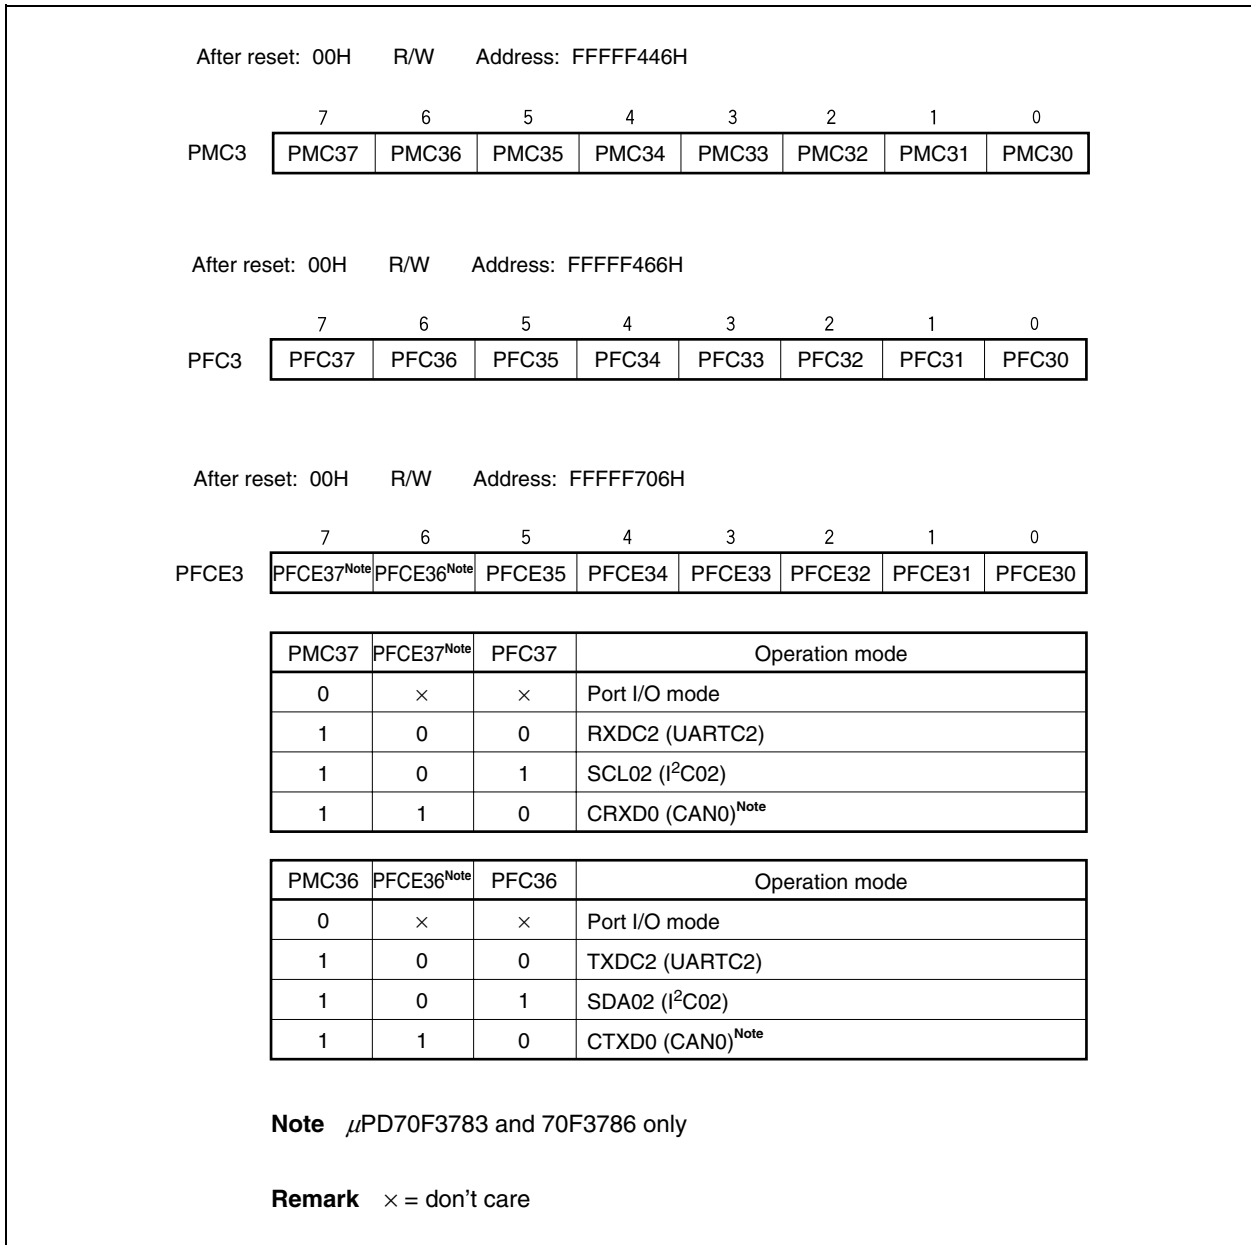 After reset: 00H R/W Address: FFFFF446H
7 6 5 4 3 2 1 0
PMC3 PMC37 PMC36 PMC35 PMC34 PMC33 PMC32 PMC31 PMC30
After reset: 00H R/W Address: FFFFF466H
7 6 5 4 3 2 1 0
PFC3 PFC37 PFC36 PFC35 PFC34 PFC33 PFC32 PFC31 PFC30
After reset: 00H R/W Address: FFFFF706H
7 6 5 4 3 2 1 0
PFCE3 PFCE37Note PFCE36Note PFCE35 PFCE34 PFCE33 PFCE32 PFCE31 PFCE30
PMC37 PFCE37Note PFC37 Operation mode
0 × × Port I/O mode
1 0 0 RXDC2 (UARTC2)
1 0 1 SCL02 (I²C02)
1 1 0 CRXD0 (CAN0)Note
PMC36 PFCE36Note PFC36 Operation mode
0 × × Port I/O mode
1 0 0 TXDC2 (UARTC2)
1 0 1 SDA02 (I²C02)
1 1 0 CTXD0 (CAN0)Note
Note μPD70F3783 and 70F3786 only
Remark × = don't care